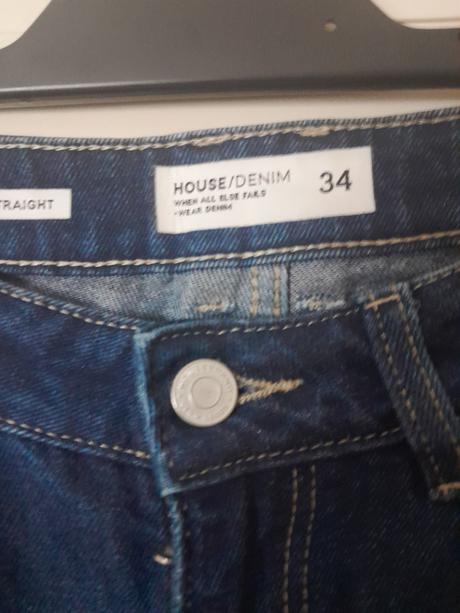 TRAIGHT
HOUSE/DENIM 34
WHEN ALL ELSE FAILS
-WEAR DENIM